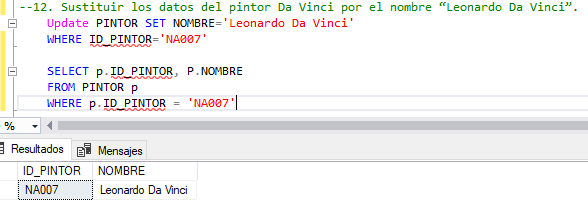 --12. Sustituir los datos del pintor Da Vinci por el nombre “Leonardo Da Vinci”.
Update PINTOR SET NOMBRE='Leonardo Da Vinci'
WHERE ID_PINTOR='NA007'
SELECT p.ID_PINTOR, P.NOMBRE
FROM PINTOR p
WHERE p.ID_PINTOR = 'NA007'
%
Resultados Mensajes
ID_PINTOR NOMBRE
NA007 Leonardo Da Vinci